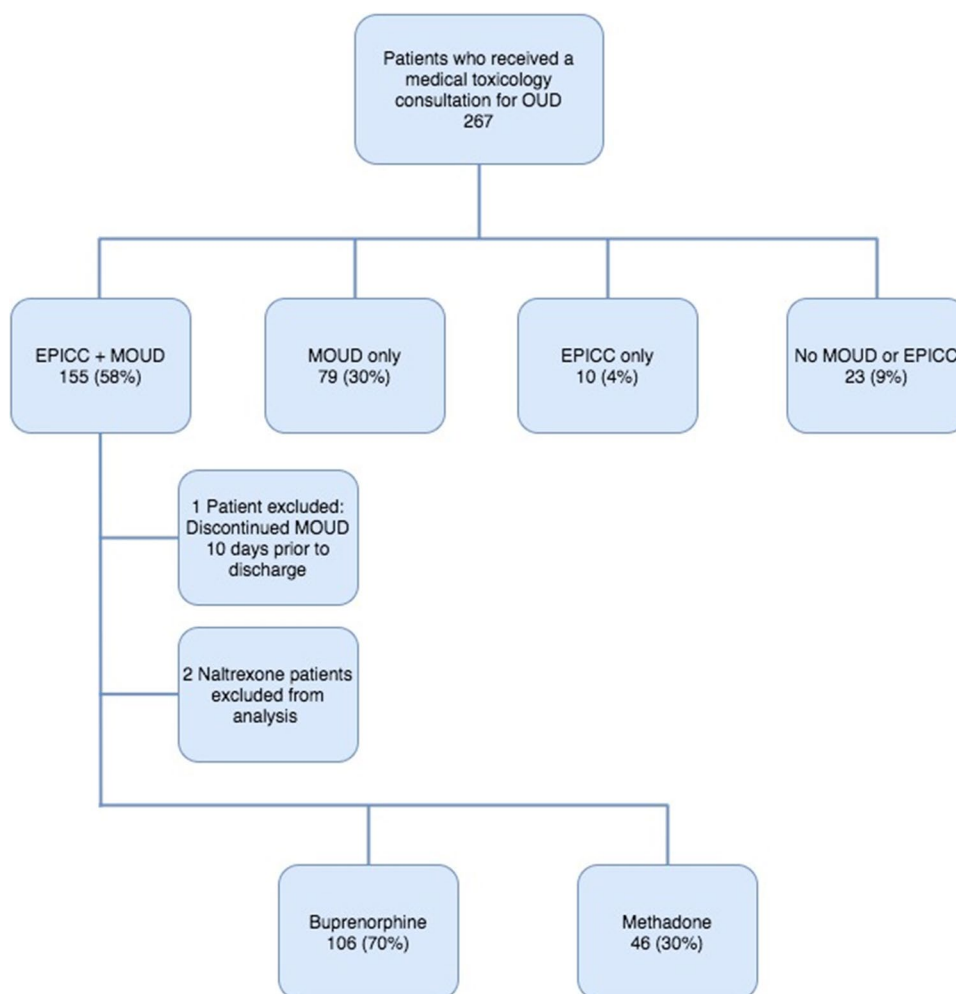 Patients who received a
medical toxicology
consultation for OUD
267
EPICC + MOUD
155 (58%)
MOUD only
79 (30%)
EPICC only
10 (4%)
No MOUD or EPICC
23 (9%)
1 Patient excluded:
Discontinued MOUD
10 days prior to
discharge
2 Naltrexone patients
excluded from
analysis
Buprenorphine
106 (70%)
Methadone
46 (30%)